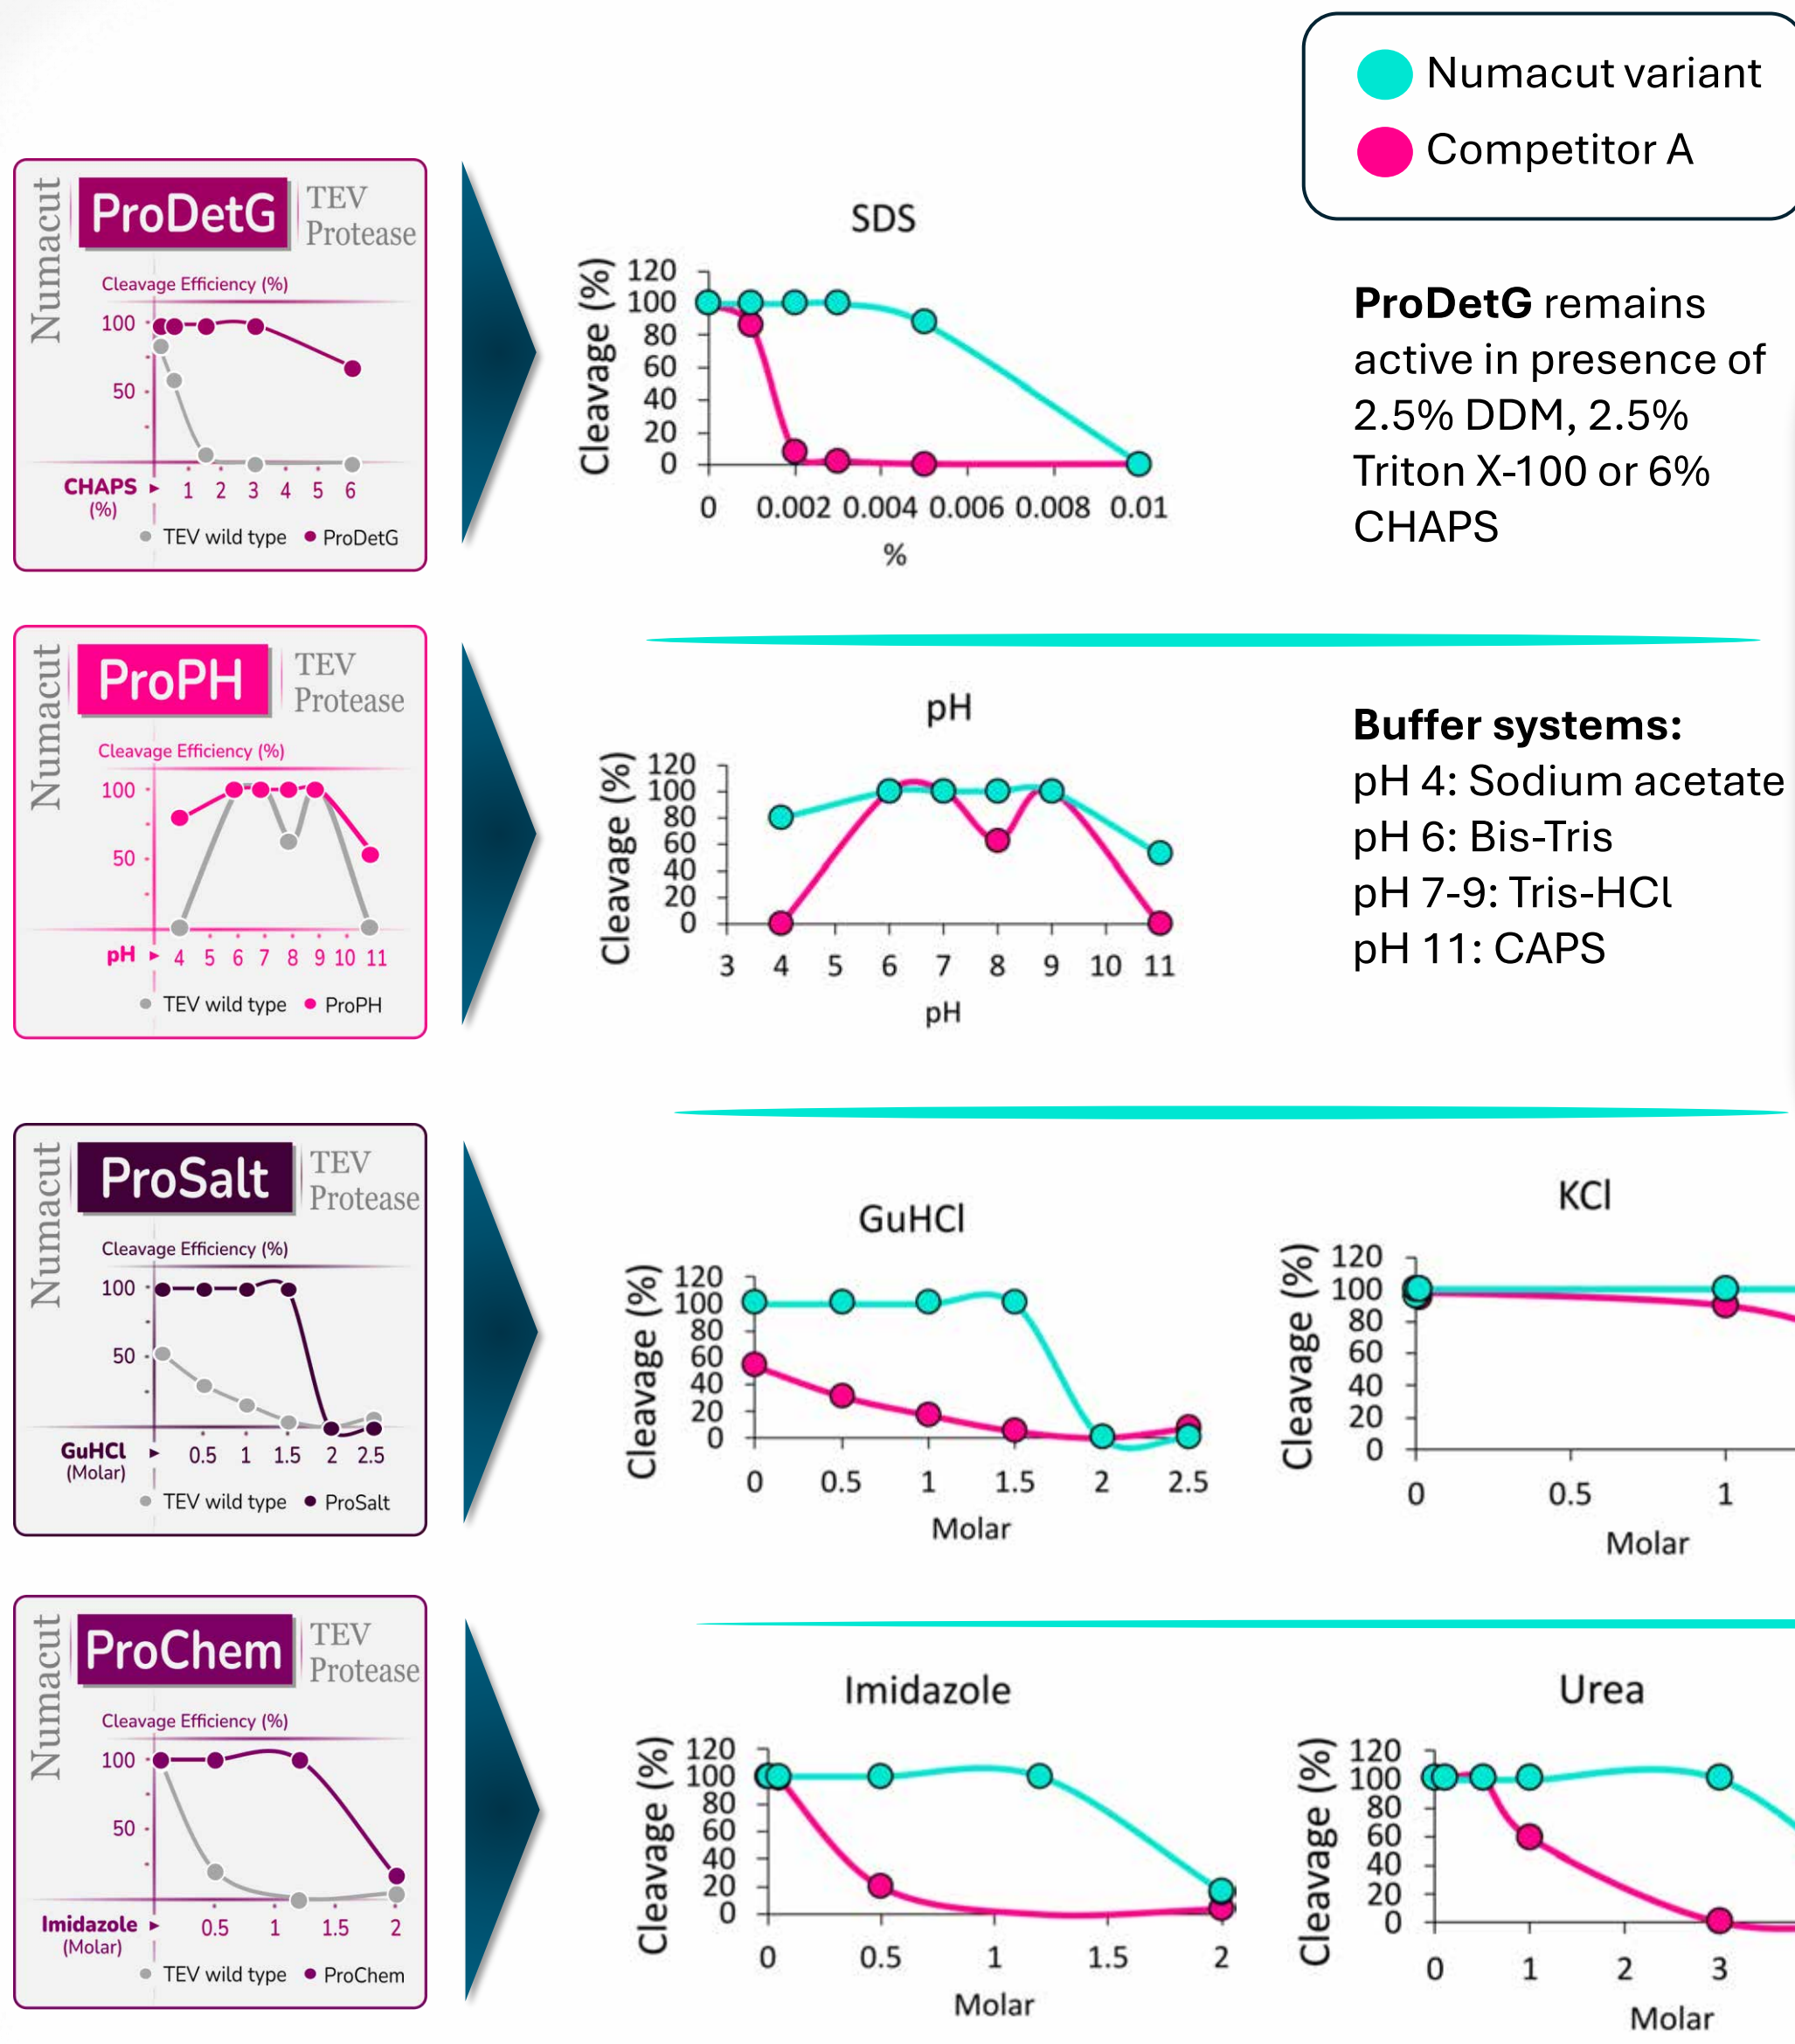 Numacut variant
Competitor A
Numacut
ProDetG
TEV
Protease
Cleavage Efficiency (%)
100
50
CHAPS
(%)
1 2 3 4 5 6
TEV wild type ProDetG
SDS
Cleavage (%)
120
100
80
60
40
20
0
0 0.002 0.004 0.006 0.008 0.01
%
ProDetG remains
active in presence of
2.5% DDM, 2.5%
Triton X-100 or 6%
CHAPS
Numacut
ProPH
TEV
Protease
Cleavage Efficiency (%)
100
50
pH 4 5 6 7 8 9 10 11
TEV wild type ProPH
pH
Cleavage (%)
120
100
80
60
40
20
0
3 4 5 6 7 8 9 10 11
pH
Buffer systems:
pH 4: Sodium acetate
pH 6: Bis-Tris
pH 7-9: Tris-HCl
pH 11: CAPS
Numacut
ProSalt
TEV
Protease
Cleavage Efficiency (%)
100
50
GuHCl
(Molar)
0.5 1 1.5 2 2.5
TEV wild type ProSalt
GuHCl
Cleavage (%)
120
100
80
60
40
20
0
0 0.5 1 1.5 2 2.5
Molar
KCl
Cleavage (%)
120
100
80
60
40
20
0
0 0.5 1
Molar
Numacut
ProChem
TEV
Protease
Cleavage Efficiency (%)
100
50
Imidazole
(Molar)
0.5 1 1.5 2
TEV wild type ProChem
Imidazole
Cleavage (%)
120
100
80
60
40
20
0
0 0.5 1 1.5 2
Molar
Urea
Cleavage (%)
120
100
80
60
40
20
0
0 1 2 3
Molar